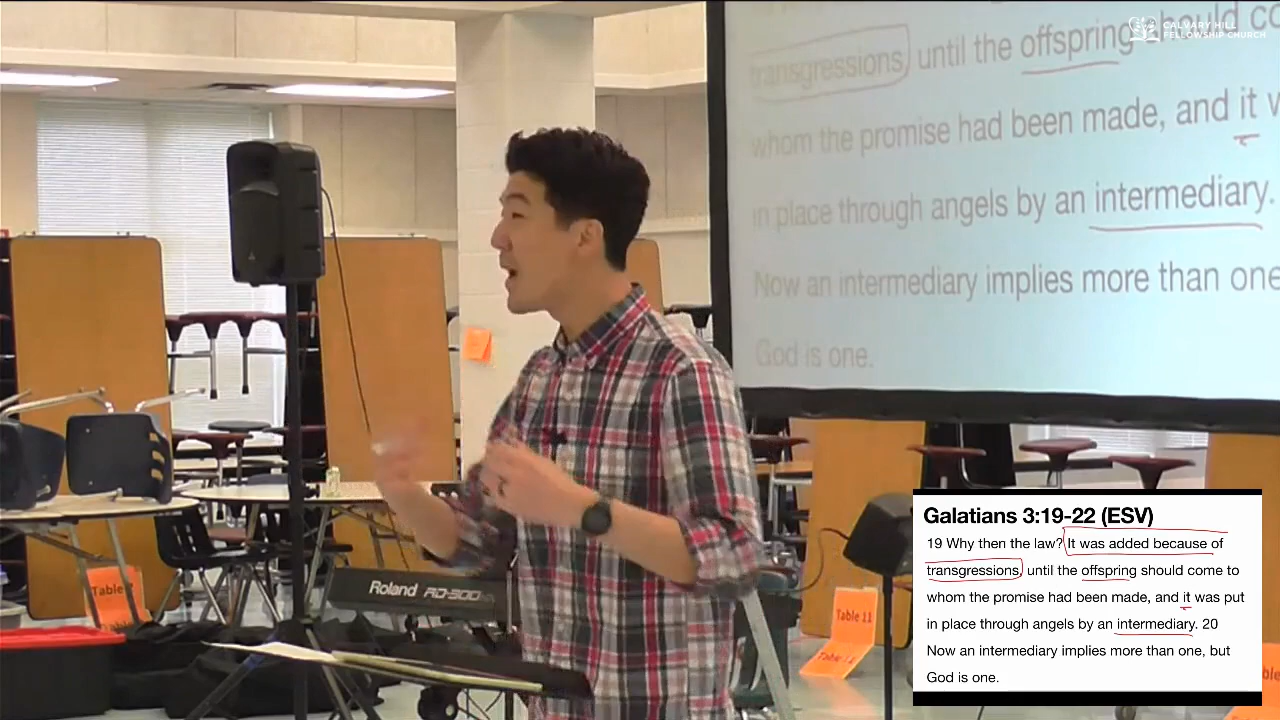 CALVARY HILL
FELLOWSHIP CHURCH
should co
transgressions until the offspring
whom the promise had been made, and it
in place through angels by an intermediary.
Now an intermediary implies more than one
God is one.
Roland RD-500
Table 11
Galatians 3:19-22 (ESV)
19 Why then the law? It was added because of
transgressions, until the offspring should come to
whom the promise had been made, and it was put
in place through angels by an intermediary. 20
Now an intermediary implies more than one, but
God is one.